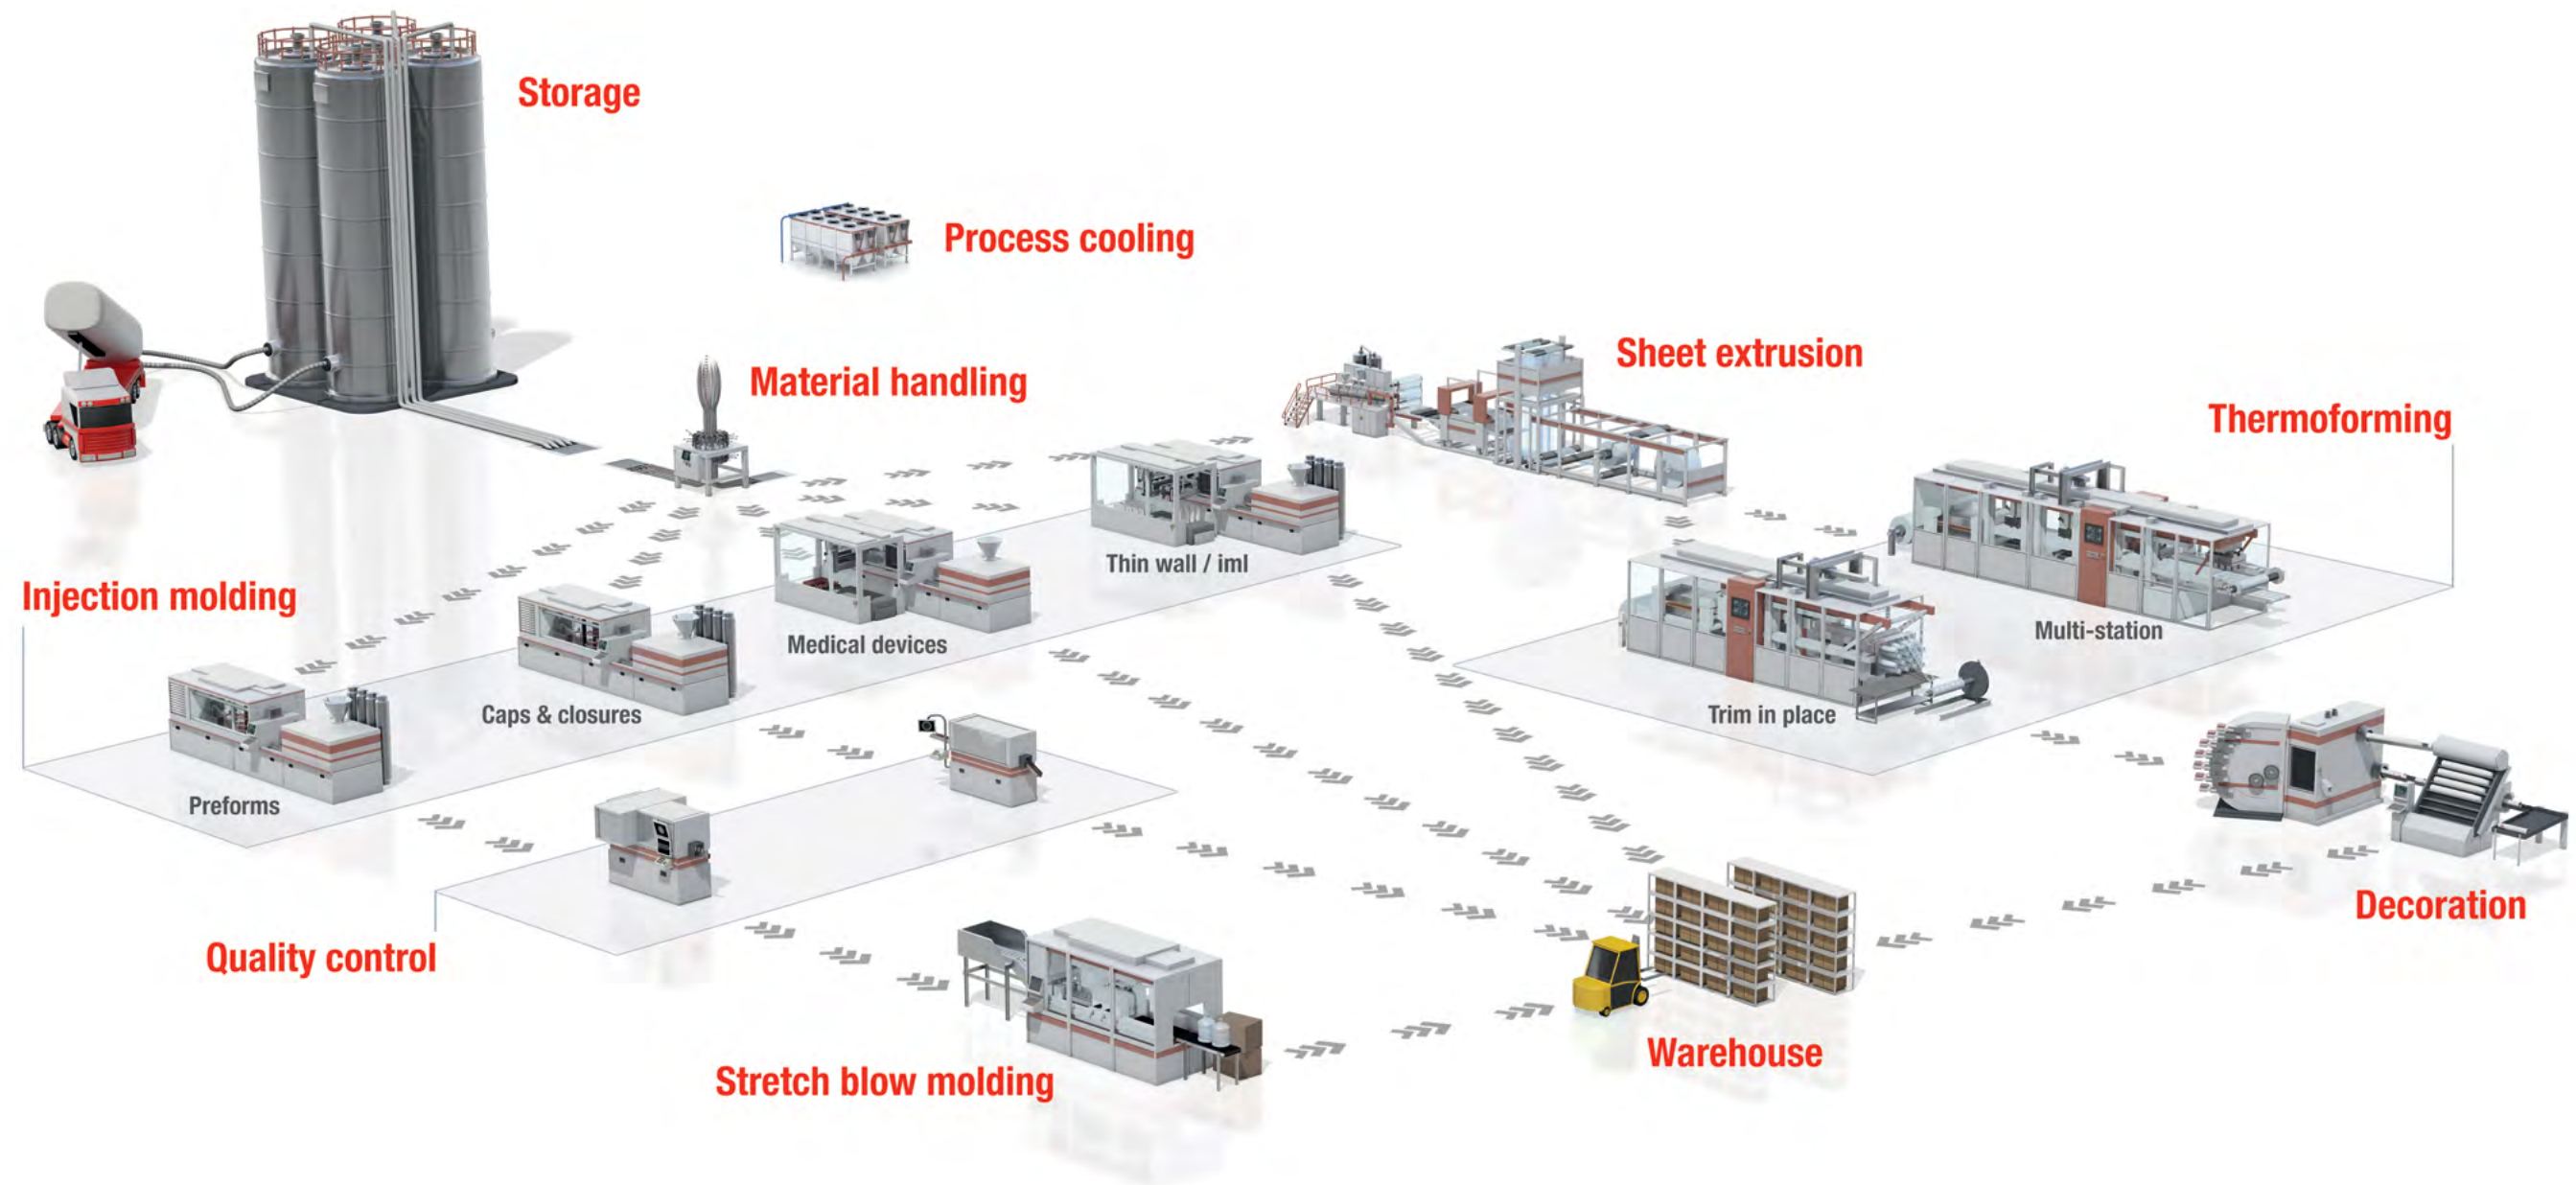 Storage
Process cooling
Material handling
Sheet extrusion
Thermoforming
Injection molding
Thin wall / iml
Medical devices
Multi-station
Caps & closures
Trim in place
Preforms
Decoration
Quality control
Warehouse
Stretch blow molding